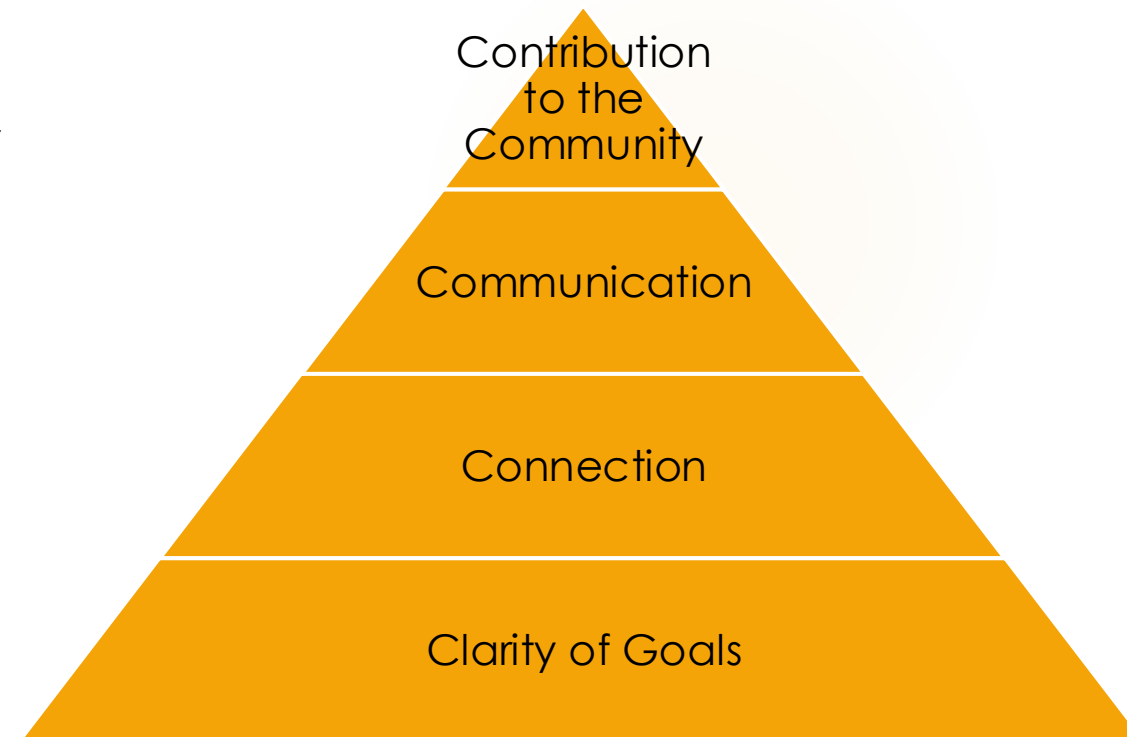 Contribution
to the
Community
Communication
Connection
Clarity of Goals